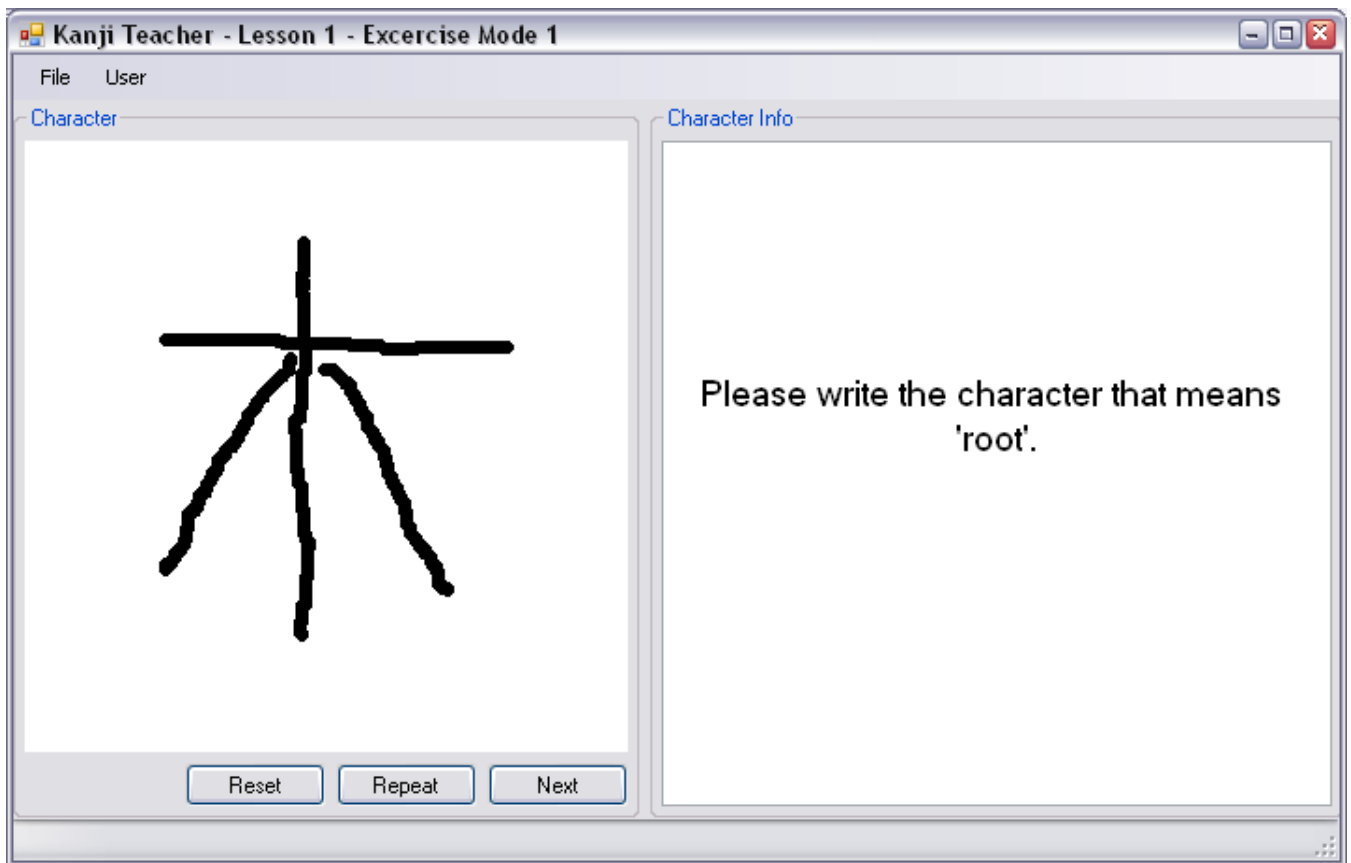 Kanji Teacher - Lesson 1 - Excercise Mode 1
File User
Character
木
Reset Repeat Next
Character Info
Please write the character that means
'root'.